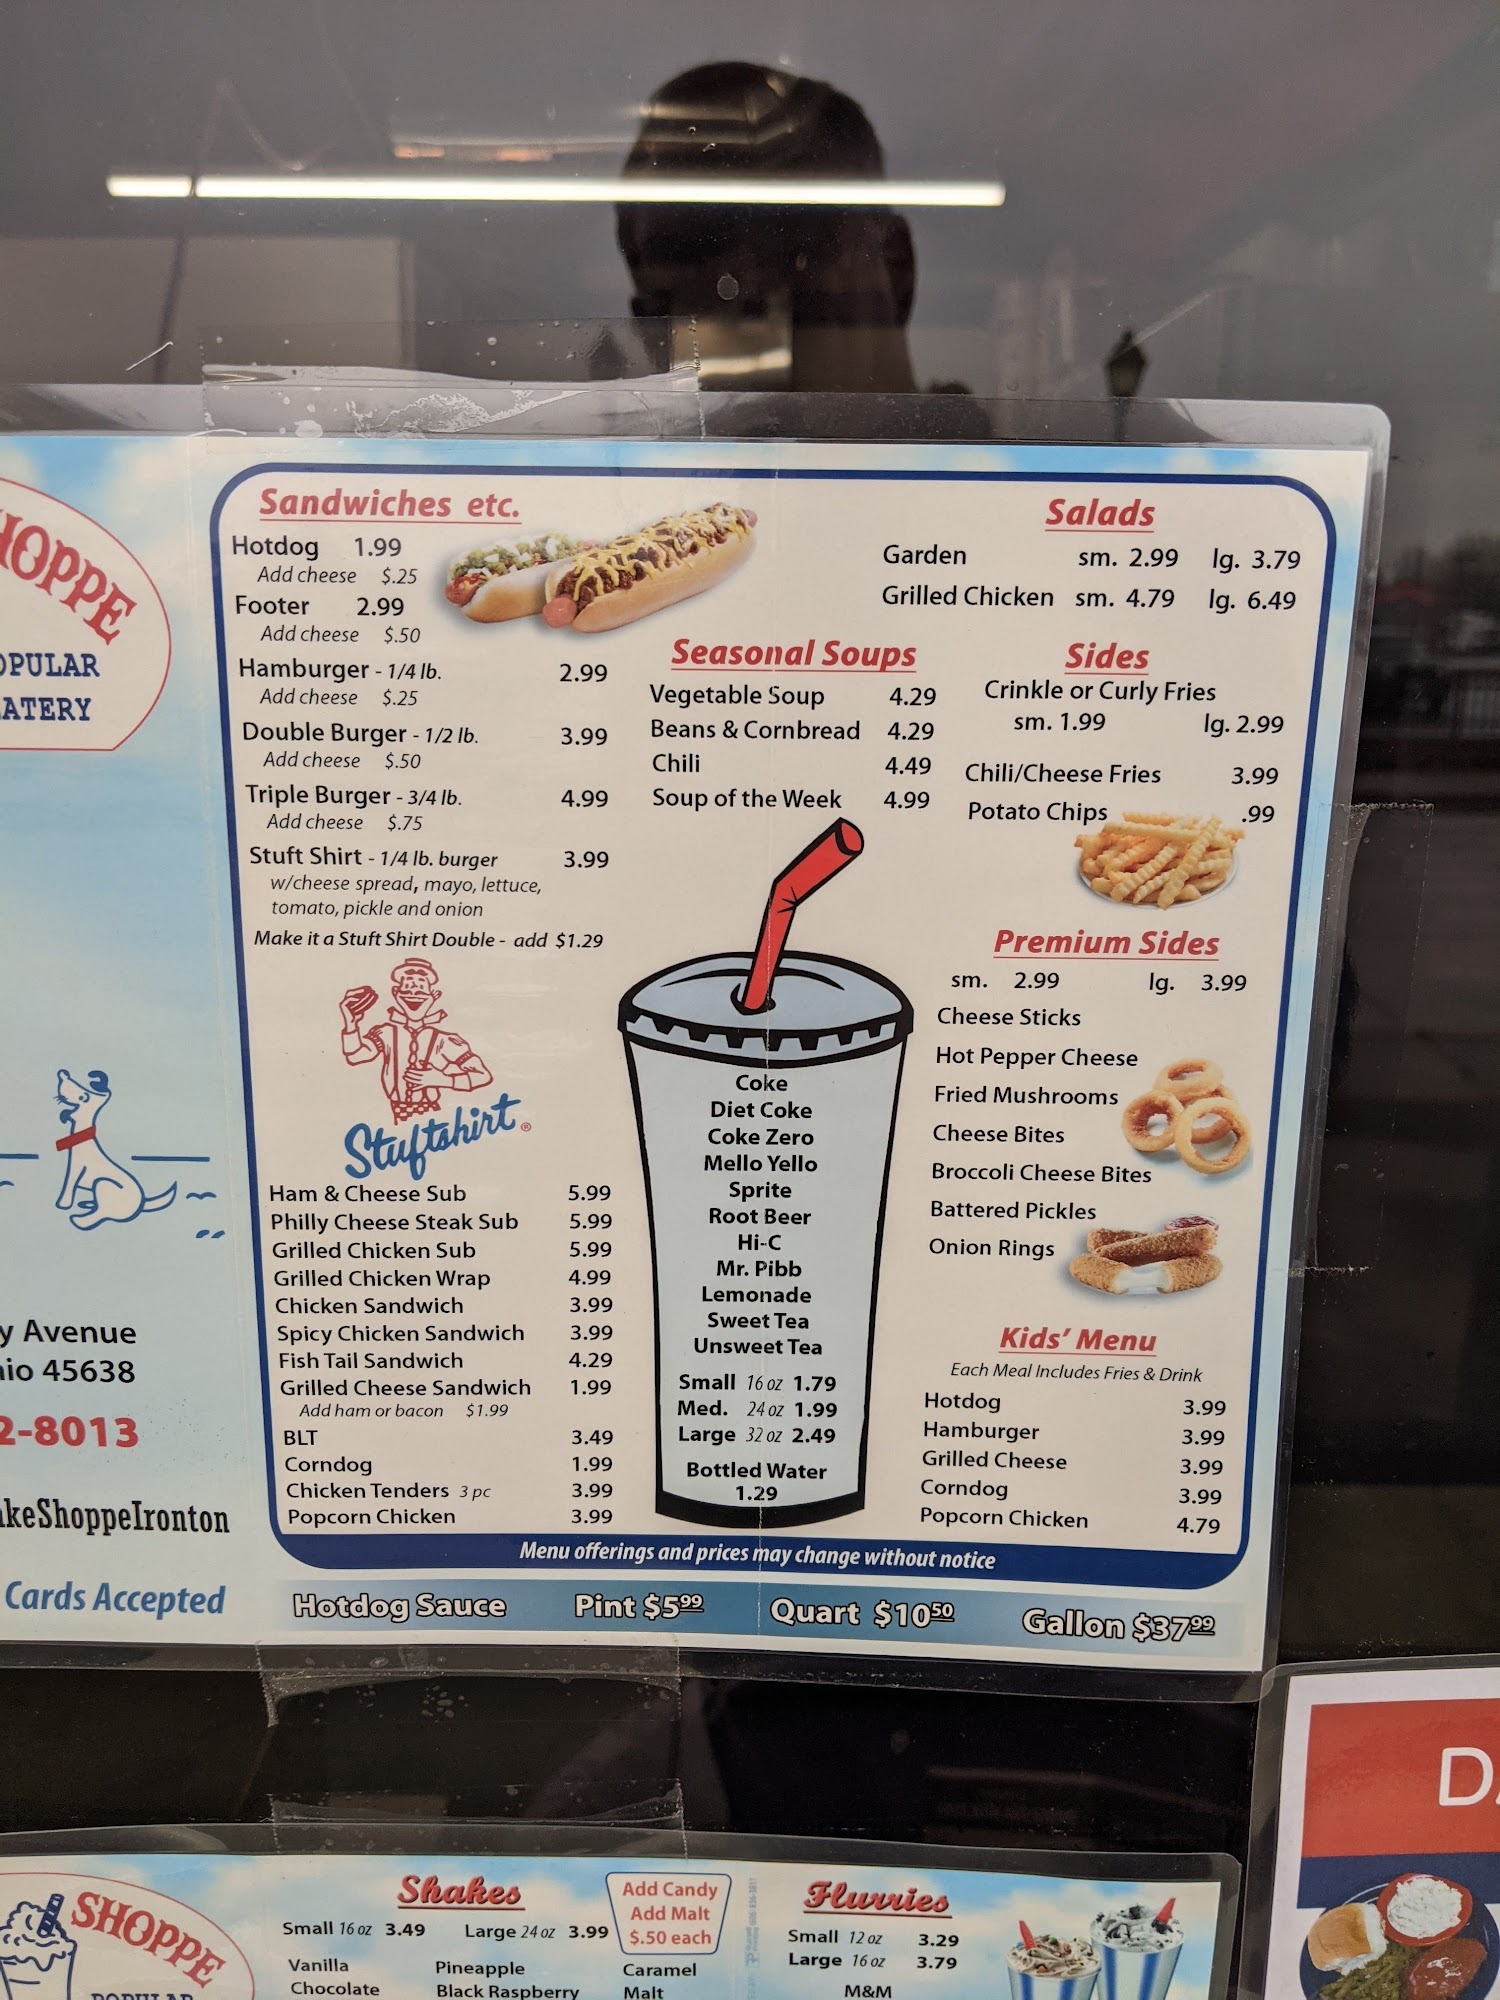 SHOPPE
POPULAR
EATERY
y Avenue
45638
2-8013
keShoppeIronton
Cards Accepted
Sandwiches etc.
Hotdog 1.99
Add cheese $.25
Footer 2.99
Add cheese $.50
Hamburger - 1/4 lb. 2.99
Add cheese $.25
Double Burger - 1/2 lb. 3.99
Add cheese $.50
Triple Burger - 3/4 lb. 4.99
Add cheese $.75
Stuft Shirt - 1/4 lb. burger 3.99
w/cheese spread, mayo, lettuce,
tomato, pickle and onion
Make it a Stuft Shirt Double - add $1.29
Stuftshirt®
Ham & Cheese Sub 5.99
Philly Cheese Steak Sub 5.99
Grilled Chicken Sub 5.99
Grilled Chicken Wrap 4.99
Chicken Sandwich 3.99
Spicy Chicken Sandwich 3.99
Fish Tail Sandwich 4.29
Grilled Cheese Sandwich 1.99
Add ham or bacon $1.99
BLT 3.49
Corndog 1.99
Chicken Tenders 3 pc 3.99
Popcorn Chicken 3.99
Seasonal Soups
Vegetable Soup 4.29
Beans & Cornbread 4.29
Chili 4.49
Soup of the Week 4.99
Coke
Diet Coke
Coke Zero
Mello Yello
Sprite
Root Beer
Hi-C
Mr. Pibb
Lemonade
Sweet Tea
Unsweet Tea
Small 16 oz 1.79
Med. 24 oz 1.99
Large 32 oz 2.49
Bottled Water
1.29
Salads
Garden sm. 2.99 lg. 3.79
Grilled Chicken sm. 4.79 lg. 6.49
Sides
Crinkle or Curly Fries
sm. 1.99 lg. 2.99
Chili/Cheese Fries 3.99
Potato Chips .99
Premium Sides
sm. 2.99 lg. 3.99
Cheese Sticks
Hot Pepper Cheese
Fried Mushrooms
Cheese Bites
Broccoli Cheese Bites
Battered Pickles
Onion Rings
Kids' Menu
Each Meal Includes Fries & Drink
Hotdog 3.99
Hamburger 3.99
Grilled Cheese 3.99
Corndog 3.99
Popcorn Chicken 4.79
Menu offerings and prices may change without notice
Hotdog Sauce Pint $5.99 Quart $10.50 Gallon $37.99
SHOPPE
POPULAR
Shakes
Small 16 oz 3.49 Large 24 oz 3.99
Add Candy
Add Malt
$.50 each
Vanilla Pineapple Caramel
Chocolate Black Raspberry Malt
Flurries
Small 12 oz 3.29
Large 16 oz 3.79
M&M
D